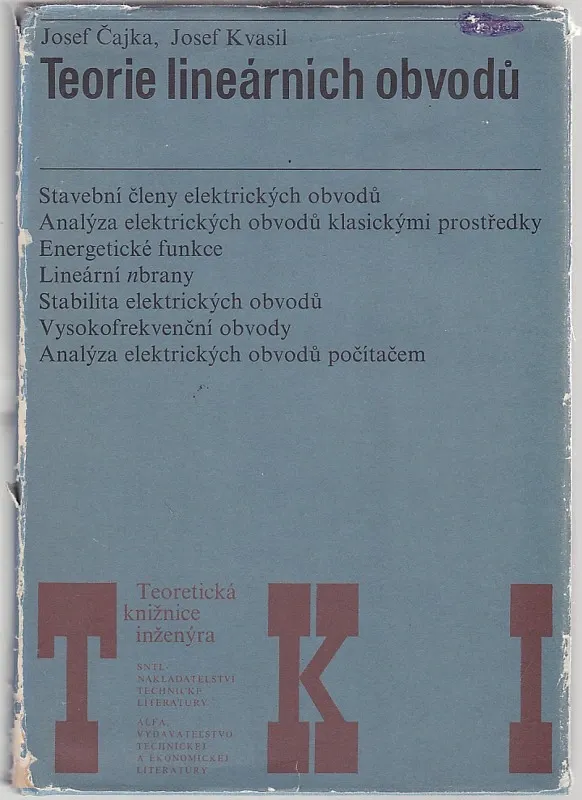 Josef Čajka, Josef Kvasil
Teorie lineárních obvodů
Stavební členy elektrických obvodů
Analýza elektrických obvodů klasickými prostředky
Energetické funkce
Lineární nbrany
Stabilita elektrických obvodů
Vysokofrekvenční obvody
Analýza elektrických obvodů počítačem
Teoretická
knižnice
inženýra
SNTL-
NAKLADATELSTVÍ
TECHNICKÉ
LITERATURY
ALFA,
VYDAVATEĽSTVO
TECHNICKEJ
A EKONOMICKEJ
LITERATÚRY
TKI